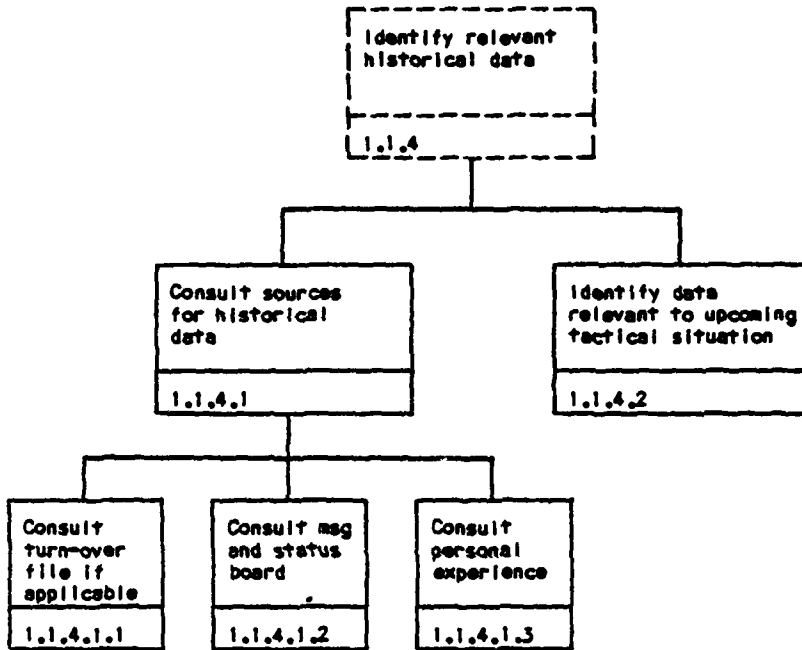 Identify relevant
historical data
1.1.4
Consult sources
for historical
data
1.1.4.1
Identify data
relevant to upcoming
tactical situation
1.1.4.2
Consult
turn-over
file if
applicable
1.1.4.1.1
Consult msg
and status
board
1.1.4.1.2
Consult
personal
experience
1.1.4.1.3